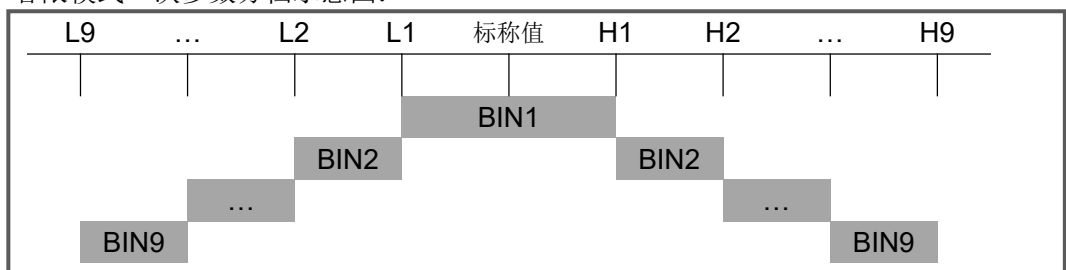 L9 … L2 L1 标称值 H1 H2 … H9
BIN1
BIN2 BIN2
… …
BIN9 BIN9